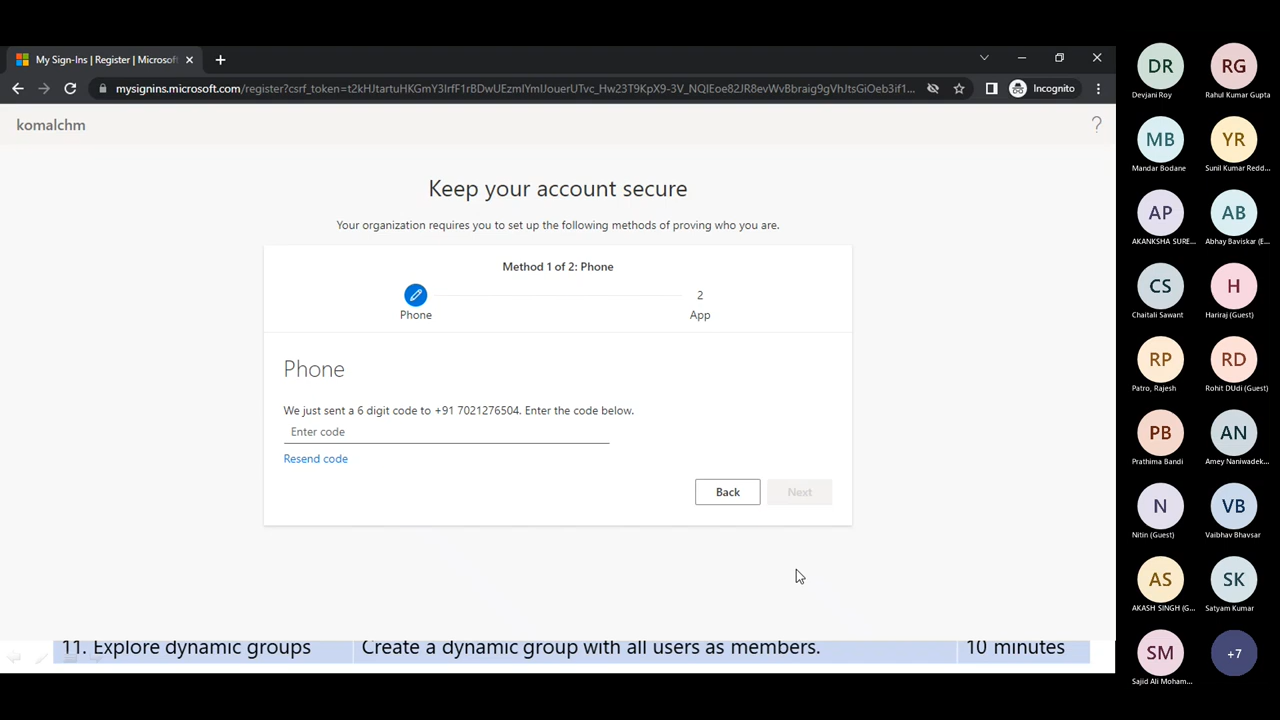 My Sign-Ins | Register | Microsof
mysignins.microsoft.com/register?csrf_token=t2kHJtartuHKGmY3IrfF1rBDwUEzmIYmIJouerUTvc_Hw23T9KpX9-3V_NQIEoe82JR8evWvBbraig9gVhJtsGiOeb3if1...
Incognito
komalchm
?
Keep your account secure
Your organization requires you to set up the following methods of proving who you are.
Method 1 of 2: Phone
2
Phone
App
Phone
We just sent a 6 digit code to +91 7021276504. Enter the code below.
Enter code
Resend code
Back
Next
11. Explore dynamic groups
Create a dynamic group with all users as members.
10 minutes
DR
RG
Devjani Roy
Rahul Kumar Gupta
MB
YR
Mandar Bodane
Sunil Kumar Redd...
AP
AB
AKANKSHA SURE...
Abhay Baviskar (E...
CS
H
Chaitali Sawant
Hariraj (Guest)
RP
RD
Patro, Rajesh
Rohit DUdi (Guest)
PB
AN
Prathima Bandi
Amey Naniwadek...
N
VB
Nitin (Guest)
Vaibhav Bhavsar
AS
SK
AKASH SINGH (G...
Satyam Kumar
SM
+7
Sajid Ali Moham...